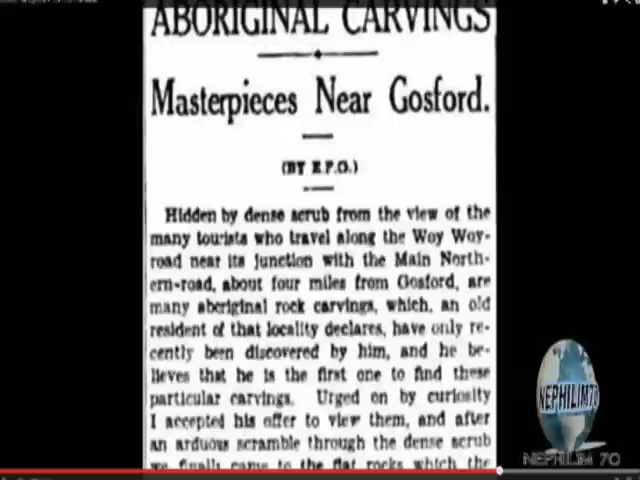 ABORIGINAL CARVINGS
Masterpieces Near Gosford.
(BY E.P.O.)
Hidden by dense scrub from the view of the
many tourists who travel along the Woy Woy-
road near its junction with the Main North-
ern-road, about four miles from Gosford, are
many aboriginal rock carvings, which, an old
resident of that locality declares, have only re-
cently been discovered by him, and he be-
lieves that he is the first one to find these
particular carvings. Urged on by curiosity
I accepted his offer to view them, and after
an arduous scramble through the dense scrub
we finally came to the flat rocks which the
NEPHILIM70
NEPHILIM 70